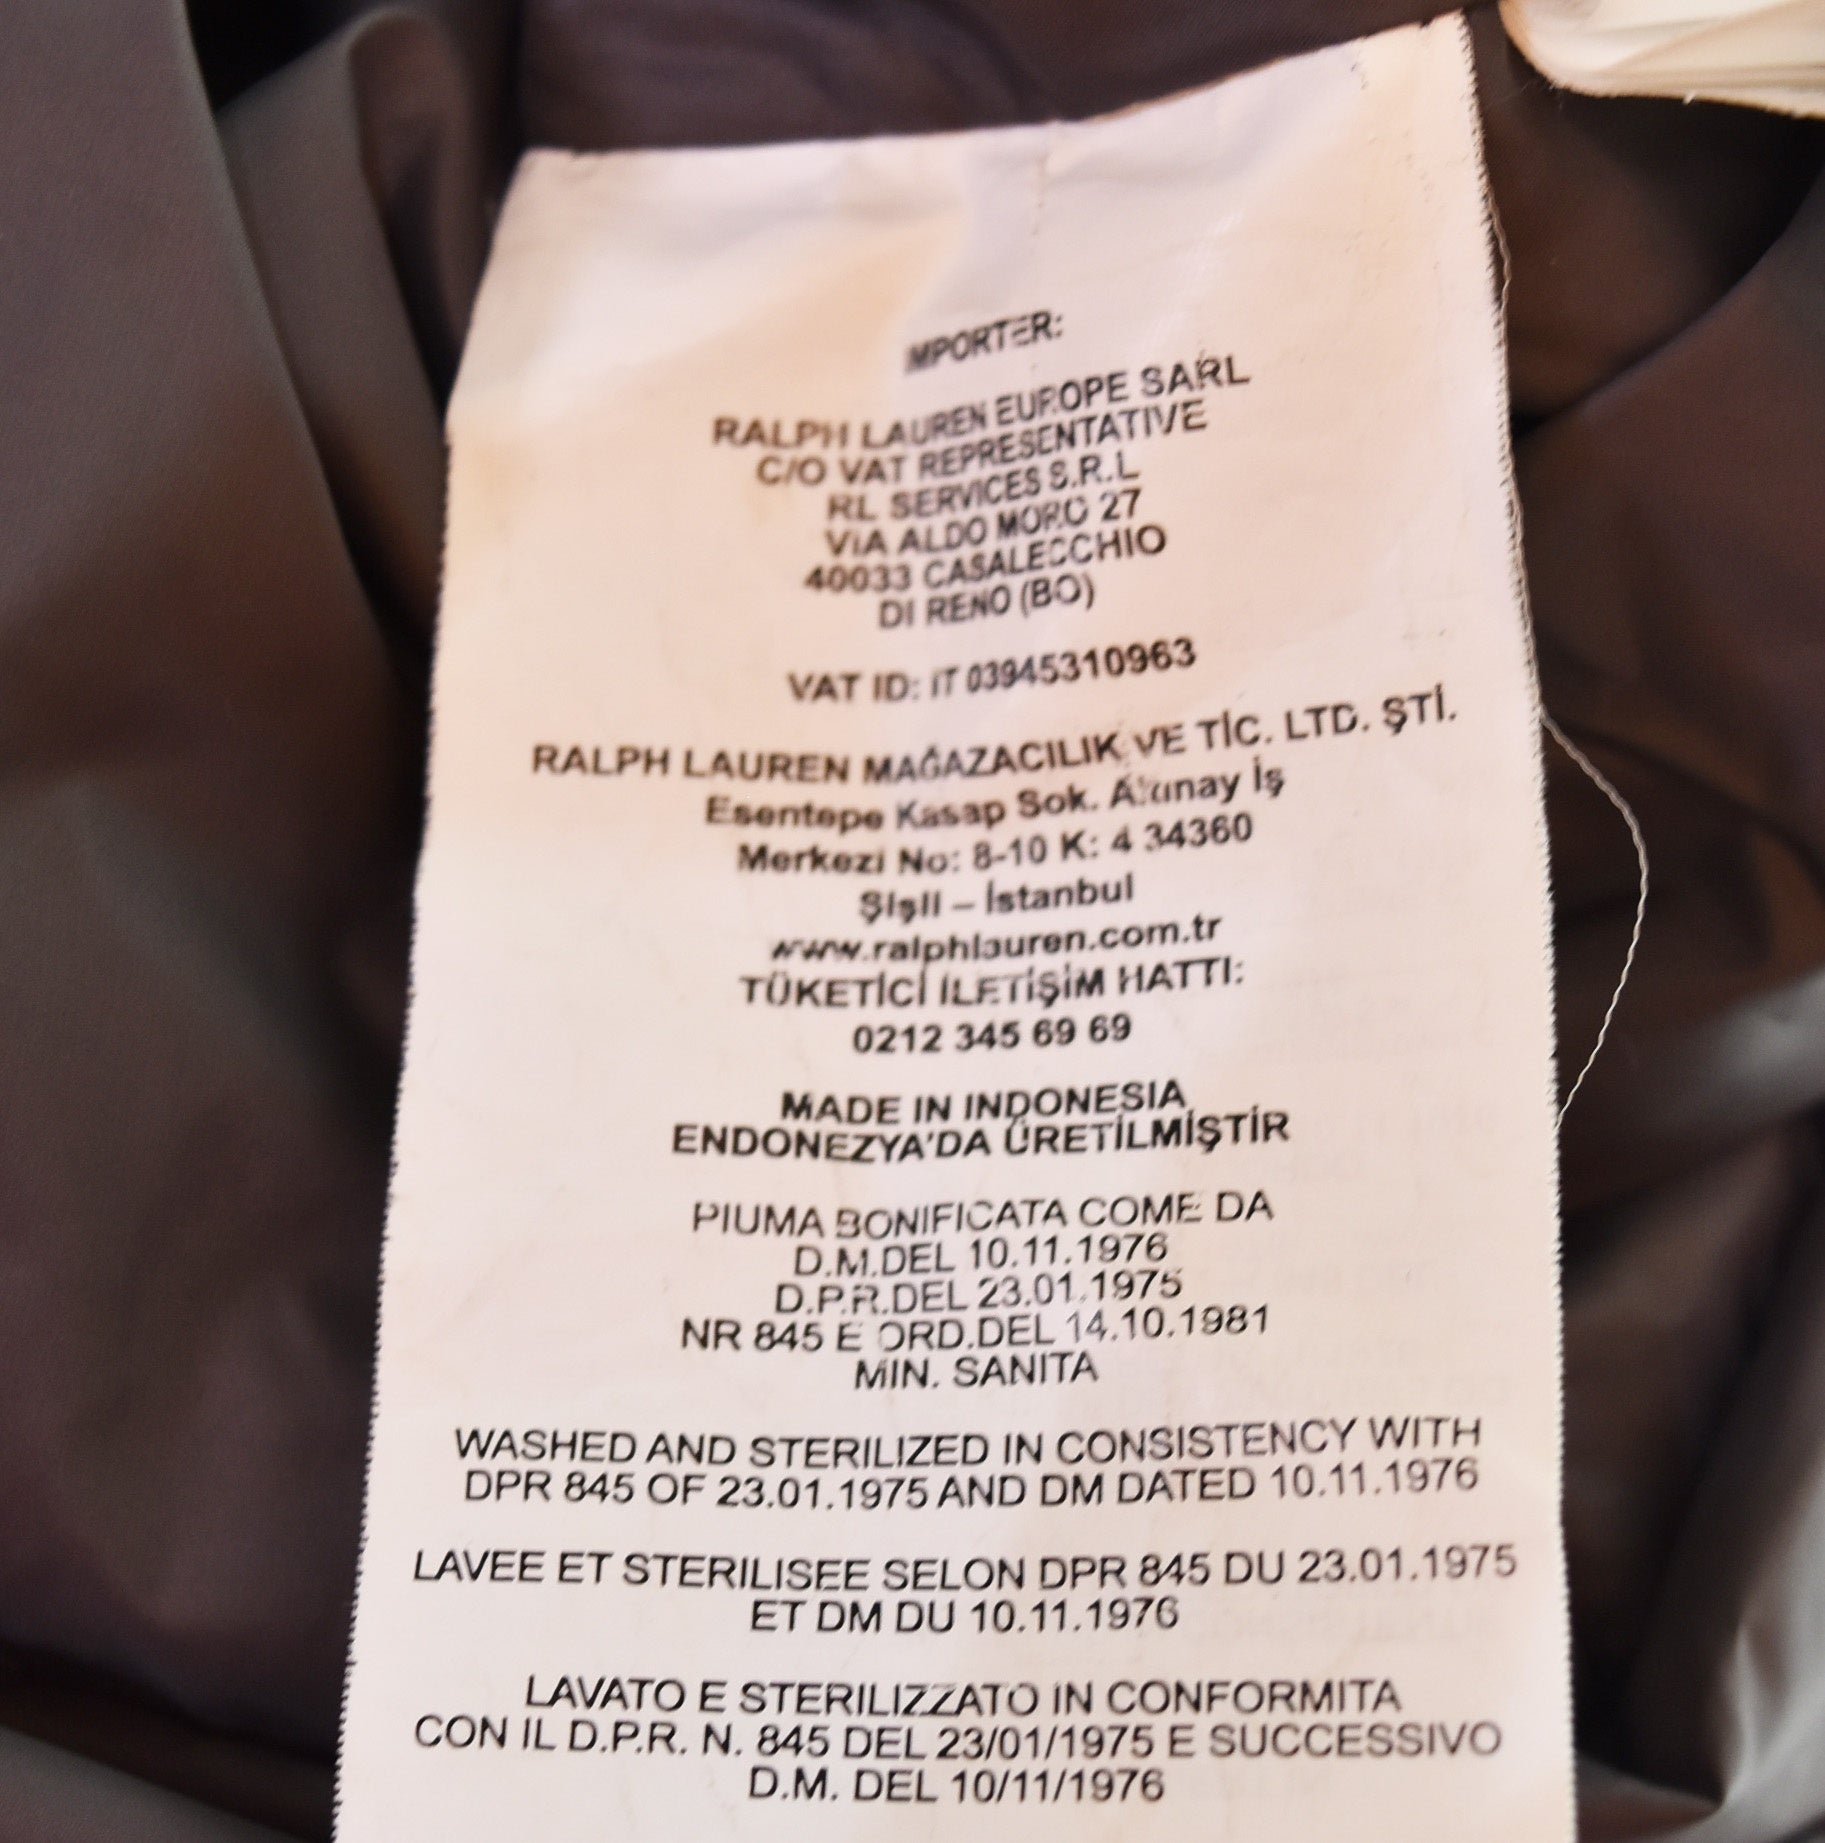 IMPORTER:
RALPH LAUREN EUROPE SARL
C/O VAT REPRESENTATIVE
RL SERVICES S.R.L
VIA ALDO MORO 27
40033 CASALECCHIO
DI RENO (BO)
VAT ID: IT 03945310963
RALPH LAUREN MAĞAZACILIK VE TİC. LTD. ŞTİ.
Esentepe Kasap Sok. Akınay İş
Merkezi No: 8-10 K: 4 34360
Şişli – İstanbul
www.ralphlauren.com.tr
TÜKETİCİ İLETİŞİM HATTI:
0212 345 69 69
MADE IN INDONESIA
ENDONEZYA'DA ÜRETİLMİŞTİR
PIUMA BONIFICATA COME DA
D.M.DEL 10.11.1976
D.P.R.DEL 23.01.1975
NR 845 E ORD.DEL 14.10.1981
MIN. SANITA
WASHED AND STERILIZED IN CONSISTENCY WITH
DPR 845 OF 23.01.1975 AND DM DATED 10.11.1976
LAVEE ET STERILISEE SELON DPR 845 DU 23.01.1975
ET DM DU 10.11.1976
LAVATO E STERILIZZATO IN CONFORMITA
CON IL D.P.R. N. 845 DEL 23/01/1975 E SUCCESSIVO
D.M. DEL 10/11/1976